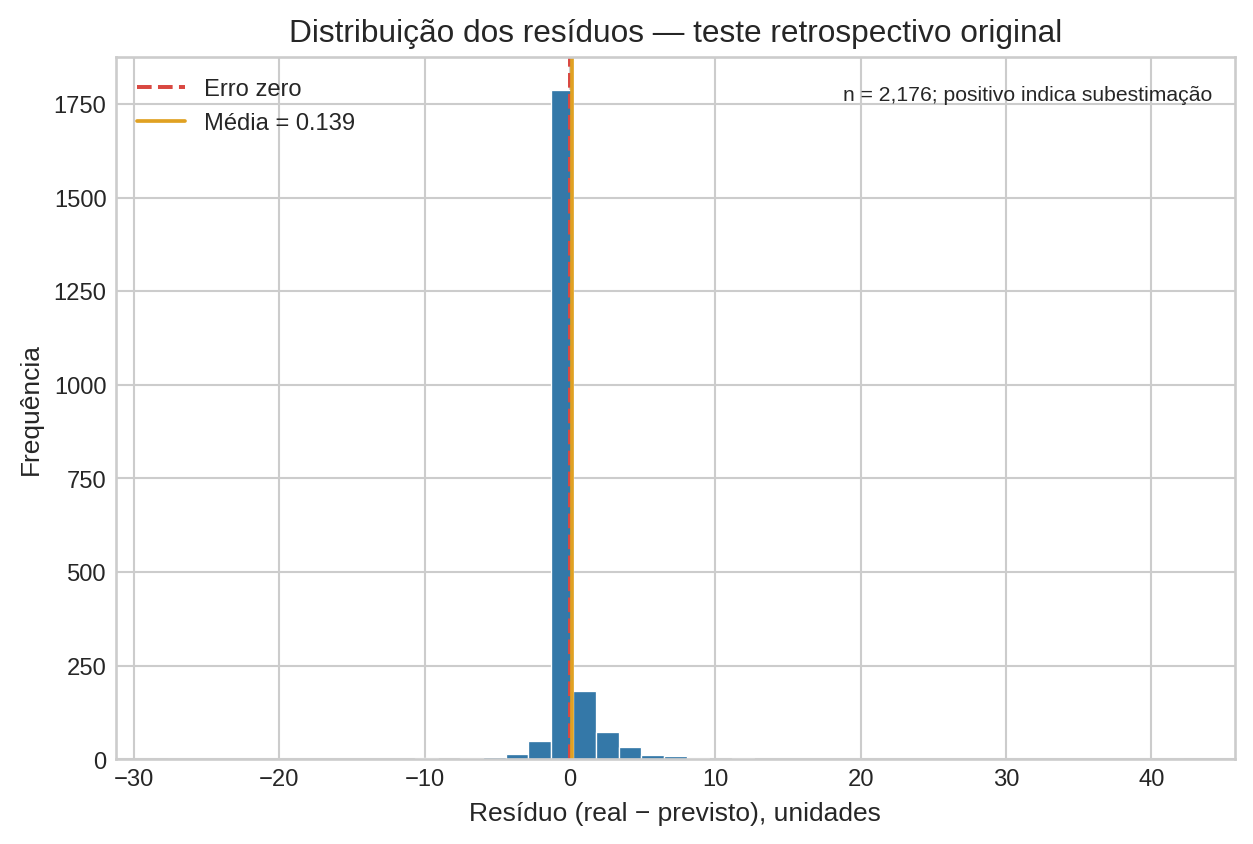 Distribuição dos resíduos — teste retrospectivo original
Erro zero
Média = 0.139
n = 2,176; positivo indica subestimação
Frequência
1750
1500
1250
1000
750
500
250
0
−30
−20
−10
0
10
20
30
40
Resíduo (real − previsto), unidades